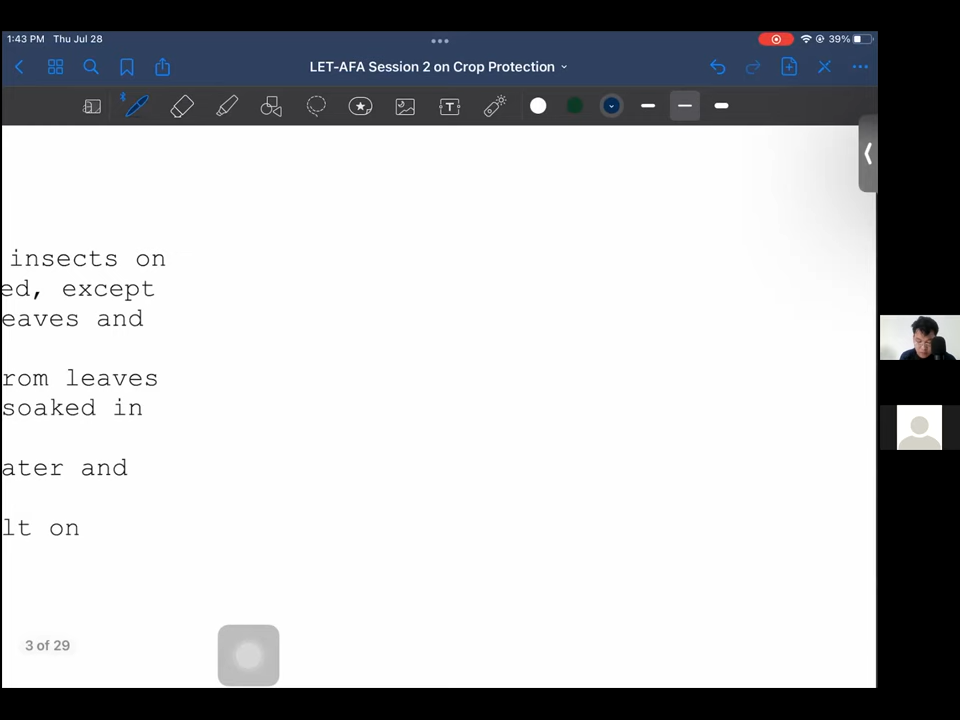 1:43 PM Thu Jul 28
39%
LET-AFA Session 2 on Crop Protection
T
insects on
ed, except
eaves and
rom leaves
soaked in
ater and
lt on
3 of 29